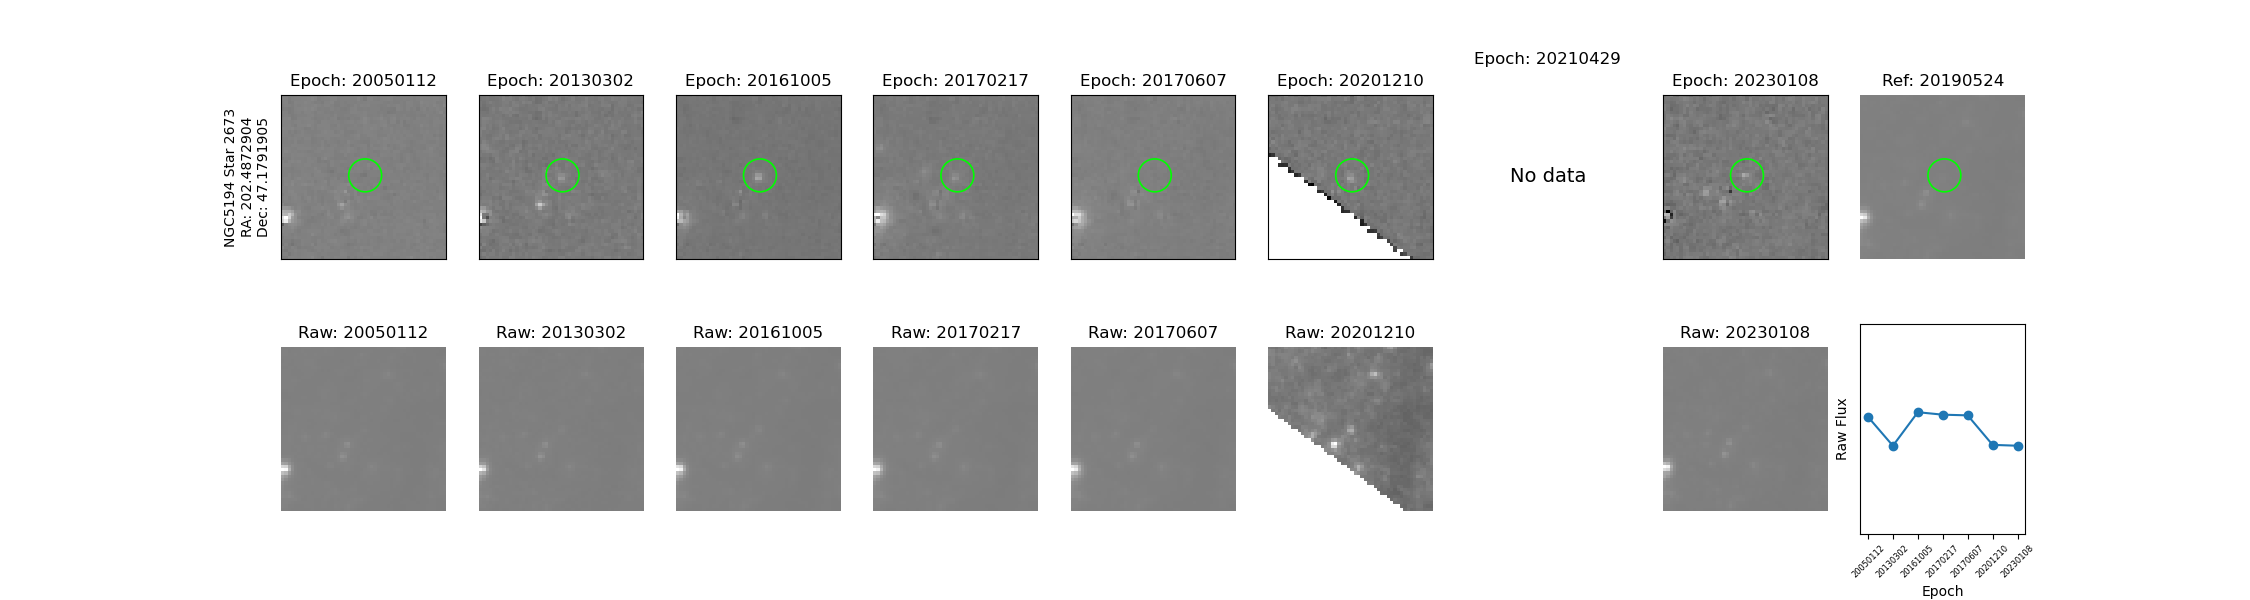 Epoch: 20210429
Epoch: 20050112
Epoch: 20130302
Epoch: 20161005
Epoch: 20170217
Epoch: 20170607
Epoch: 20201210
Epoch: 20230108
Ref: 20190524
NGC5194 Star 2673
RA: 202.4872904
Dec: 47.1791905
No data
Raw: 20050112
Raw: 20130302
Raw: 20161005
Raw: 20170217
Raw: 20170607
Raw: 20201210
Raw: 20230108
Raw Flux
20050112
20130302
20161005
20170217
20170607
20201210
20230108
Epoch